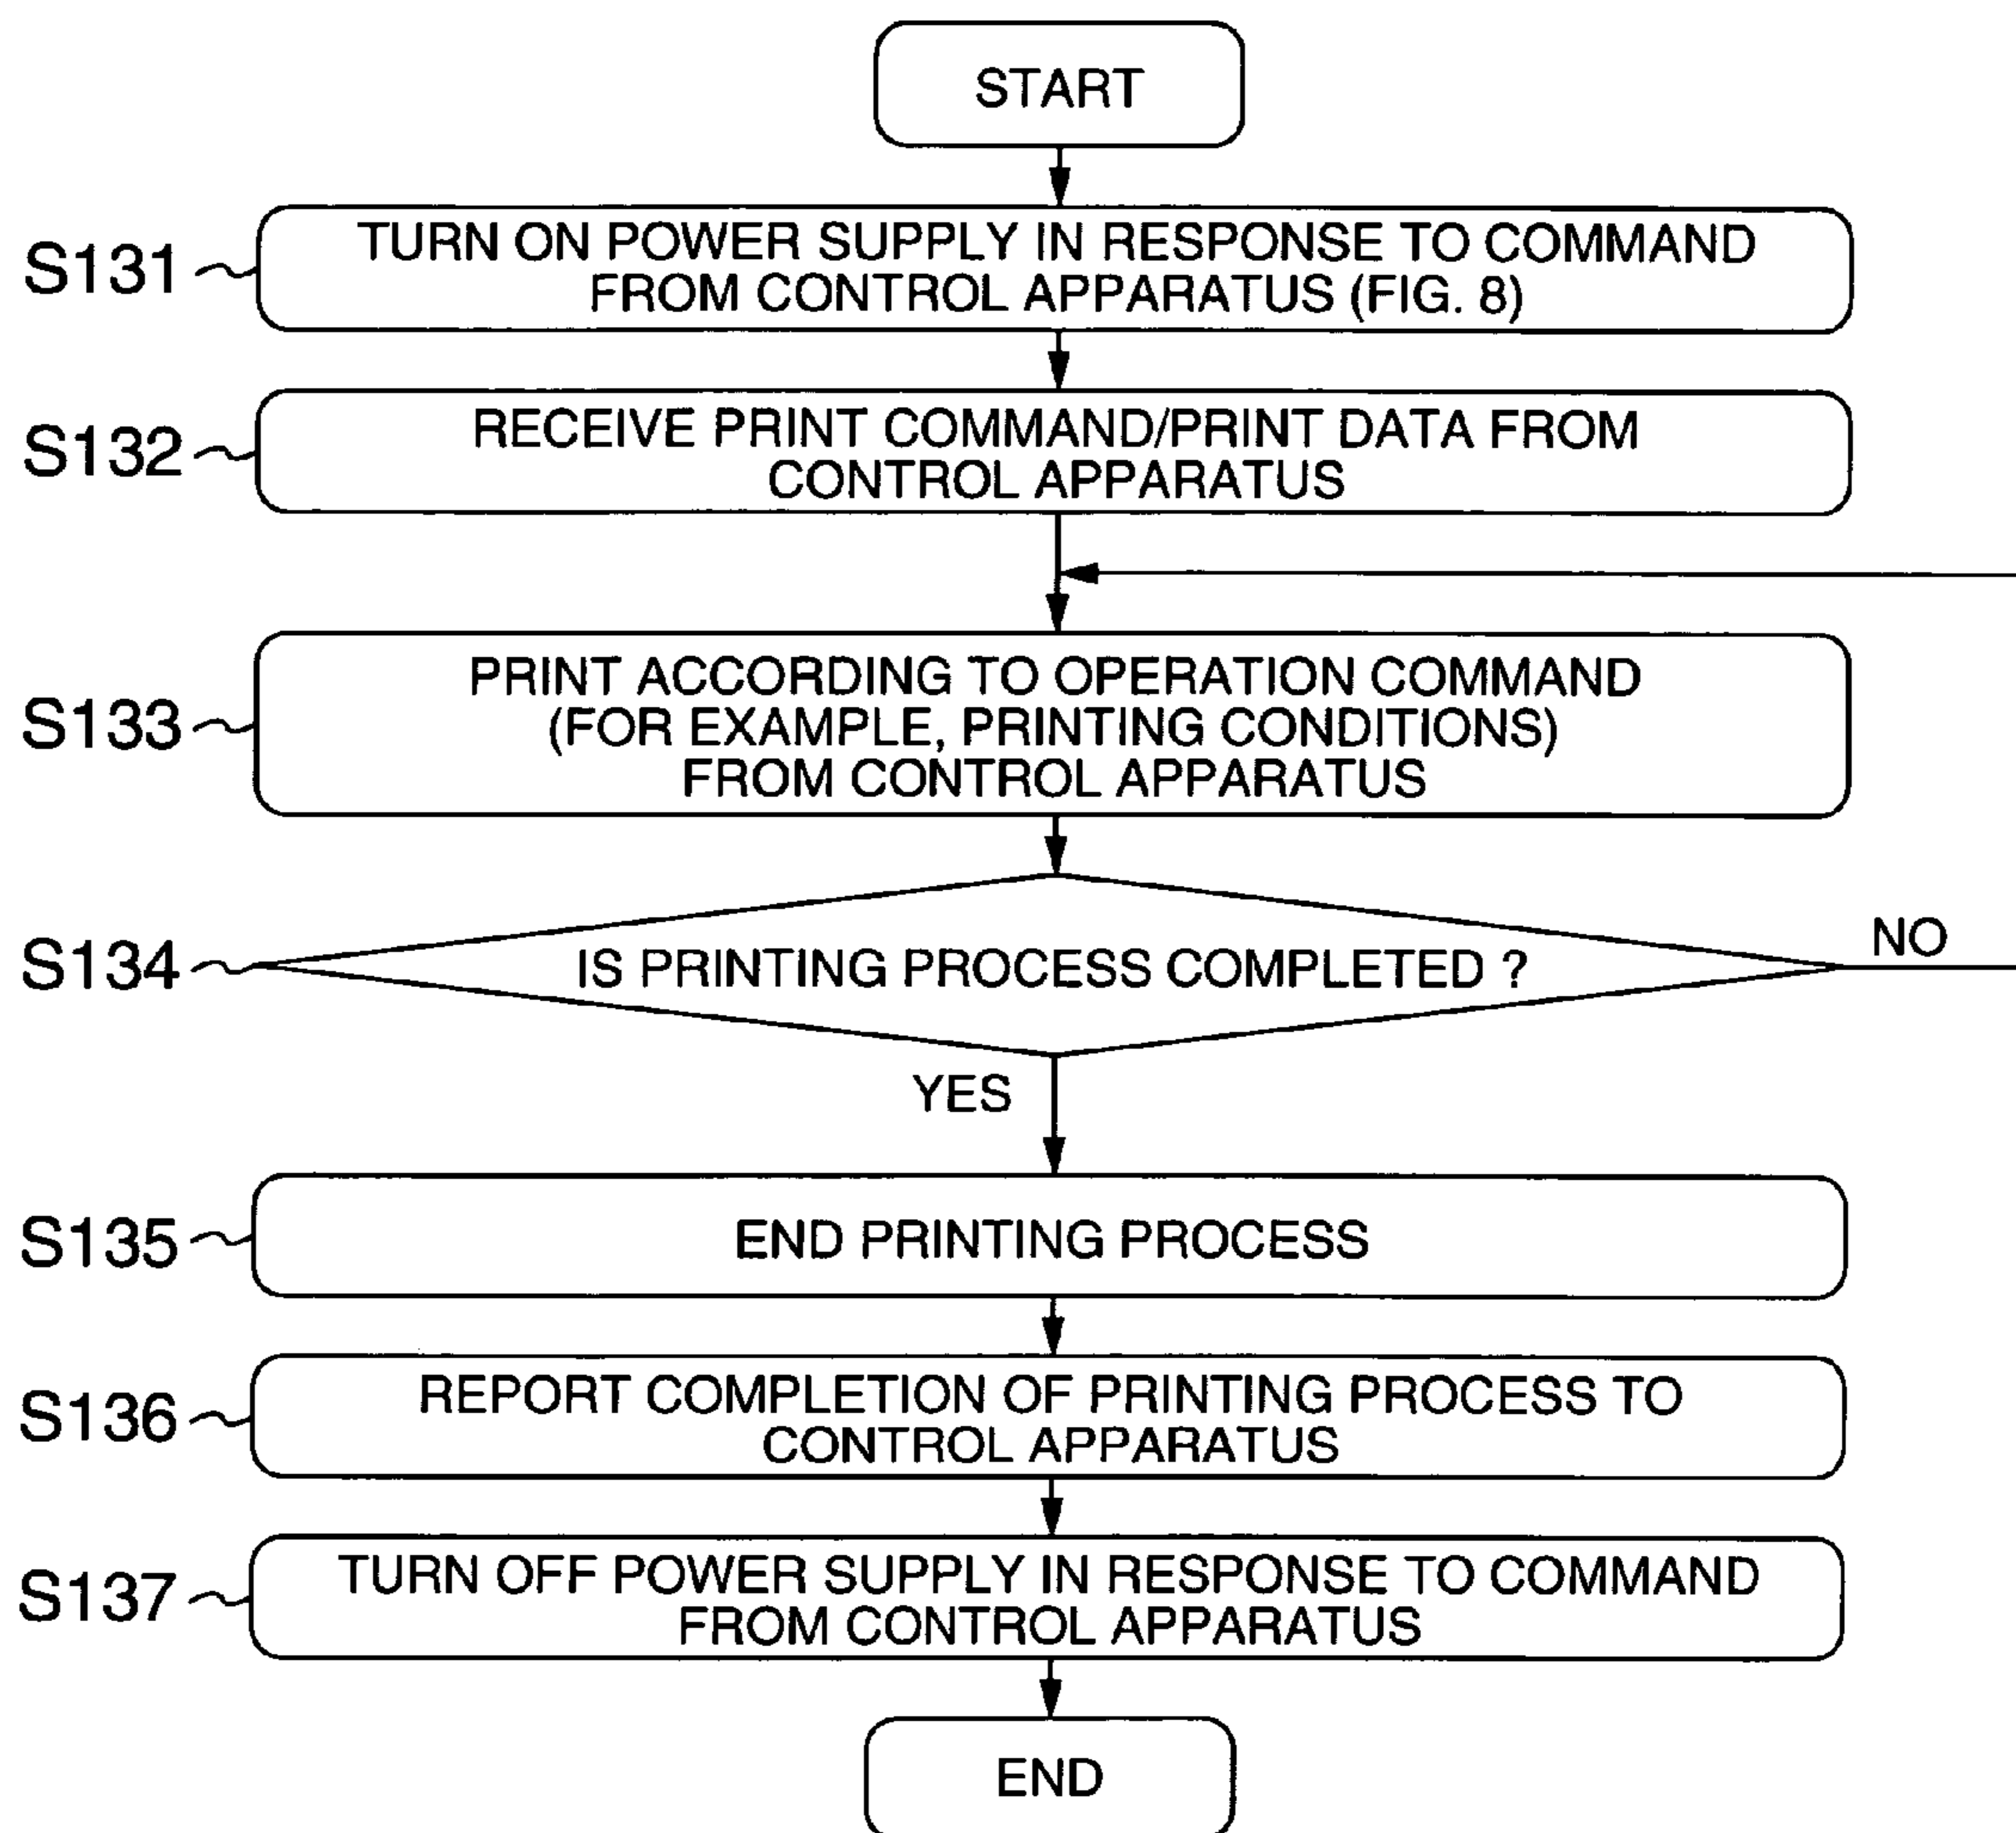 START
S131
TURN ON POWER SUPPLY IN RESPONSE TO COMMAND
FROM CONTROL APPARATUS (FIG. 8)
S132
RECEIVE PRINT COMMAND/PRINT DATA FROM
CONTROL APPARATUS
S133
PRINT ACCORDING TO OPERATION COMMAND
(FOR EXAMPLE, PRINTING CONDITIONS)
FROM CONTROL APPARATUS
S134
IS PRINTING PROCESS COMPLETED ?
NO
YES
S135
END PRINTING PROCESS
S136
REPORT COMPLETION OF PRINTING PROCESS TO
CONTROL APPARATUS
S137
TURN OFF POWER SUPPLY IN RESPONSE TO COMMAND
FROM CONTROL APPARATUS
END